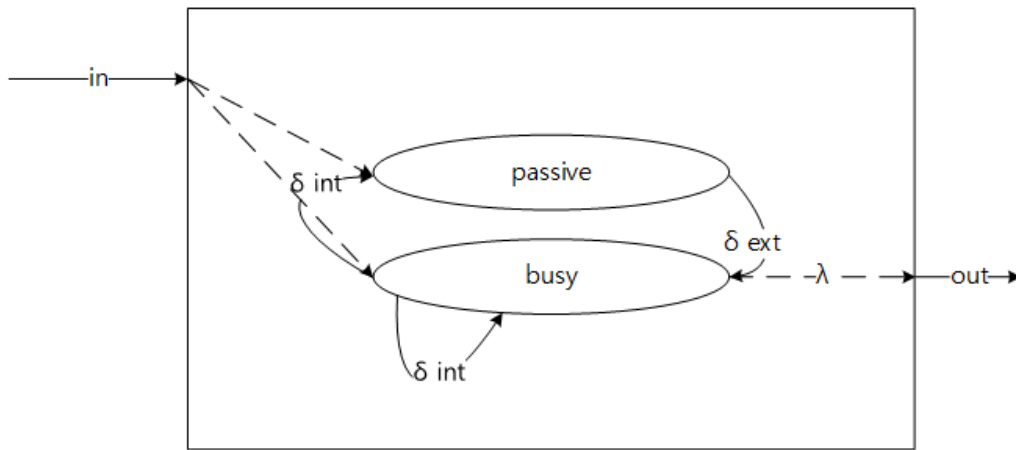 in
passive
δ int
δ ext
busy
λ
out
δ int